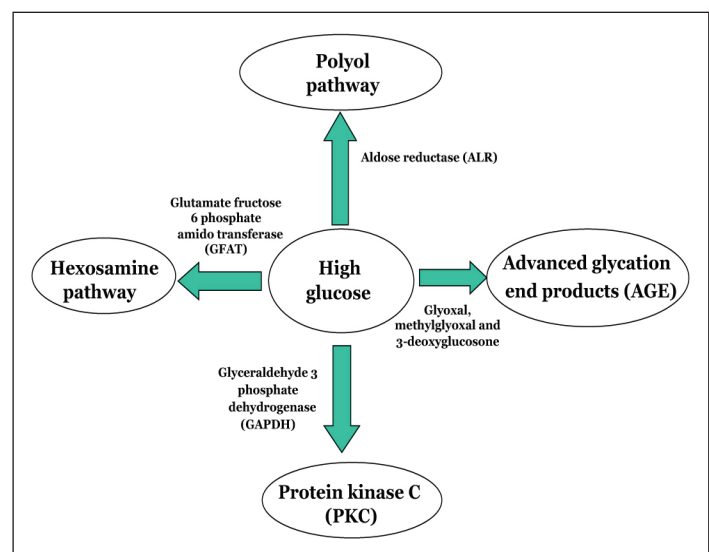 Polyol
pathway
Aldose reductase (ALR)
Glutamate fructose
6 phosphate
amido transferase
(GFAT)
Hexosamine
pathway
High
glucose
Advanced glycation
end products (AGE)
Glyoxal,
methylglyoxal and
3-deoxyglucosone
Glyceraldehyde 3
phosphate
dehydrogenase
(GAPDH)
Protein kinase C
(PKC)